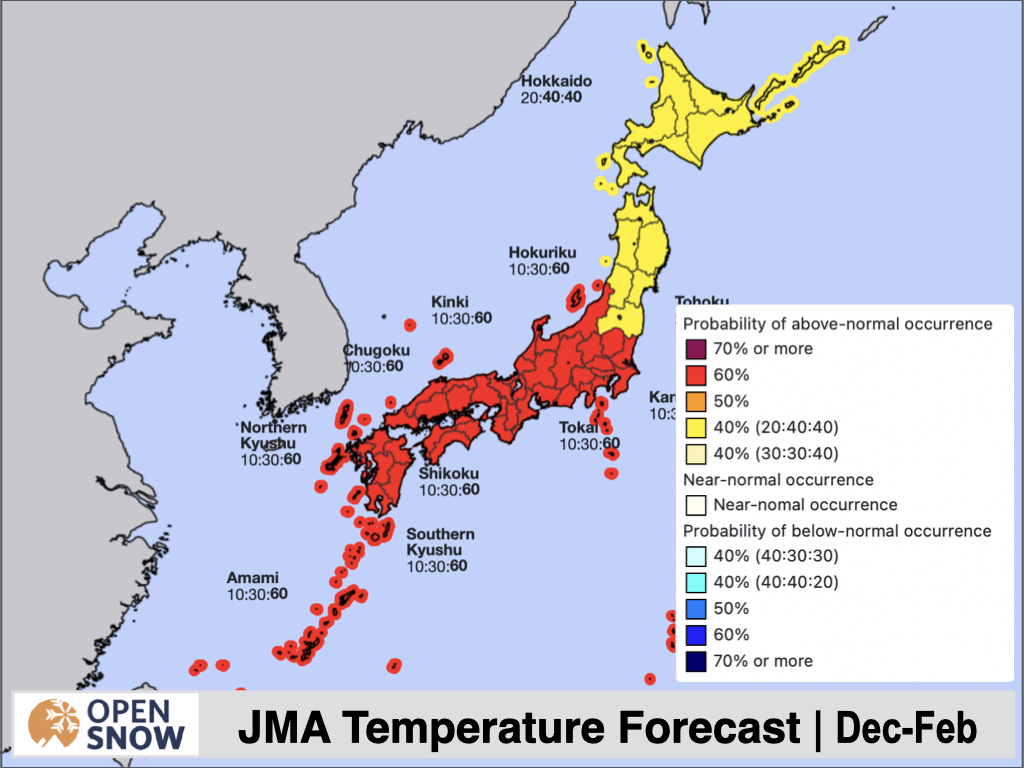 Hokkaido
20:40:40
Hokuriku
10:30:60
Kinki
10:30:60
Tohoku
Chugoku
10:30:60
Probability of above-normal occurrence
70% or more
60%
50%
40% (20:40:40)
40% (30:30:40)
Near-normal occurrence
Near-nomal occurrence
Probability of below-normal occurrence
40% (40:30:30)
40% (40:40:20)
50%
60%
70% or more
Northern
Kyushu
10:30:60
Tokai
10:30:60
Shikoku
10:30:60
Southern
Kyushu
10:30:60
Amami
10:30:60
OPEN
SNOW
JMA Temperature Forecast | Dec-Feb